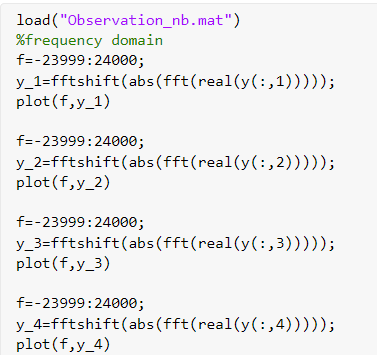 load("Observation_nb.mat")
%frequency domain
f=-23999:24000;
y_1=fftshift(abs(fft(real(y(:,1)))));
plot(f,y_1)
f=-23999:24000;
y_2=fftshift(abs(fft(real(y(:,2)))));
plot(f,y_2)
f=-23999:24000;
y_3=fftshift(abs(fft(real(y(:,3)))));
plot(f,y_3)
f=-23999:24000;
y_4=fftshift(abs(fft(real(y(:,4)))));
plot(f,y_4)